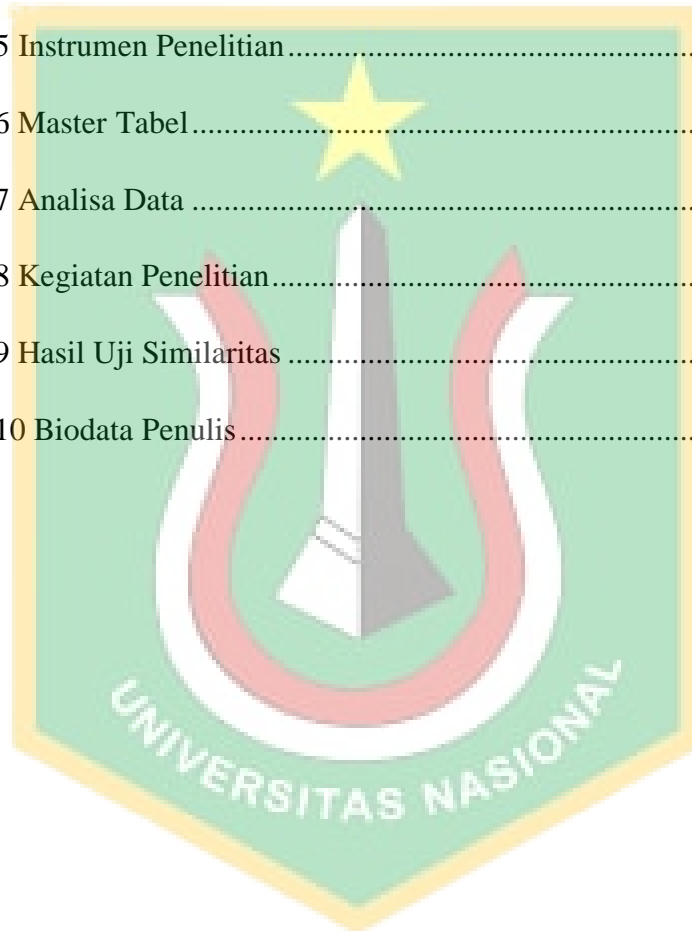 5 Instrumen Penelitian..........................................................
6 Master Tabel......................................................................
7 Analisa Data ......................................................................
8 Kegiatan Penelitian............................................................
9 Hasil Uji Similaritas ..........................................................
10 Biodata Penulis................................................................
UNIVERSITAS NASIONAL